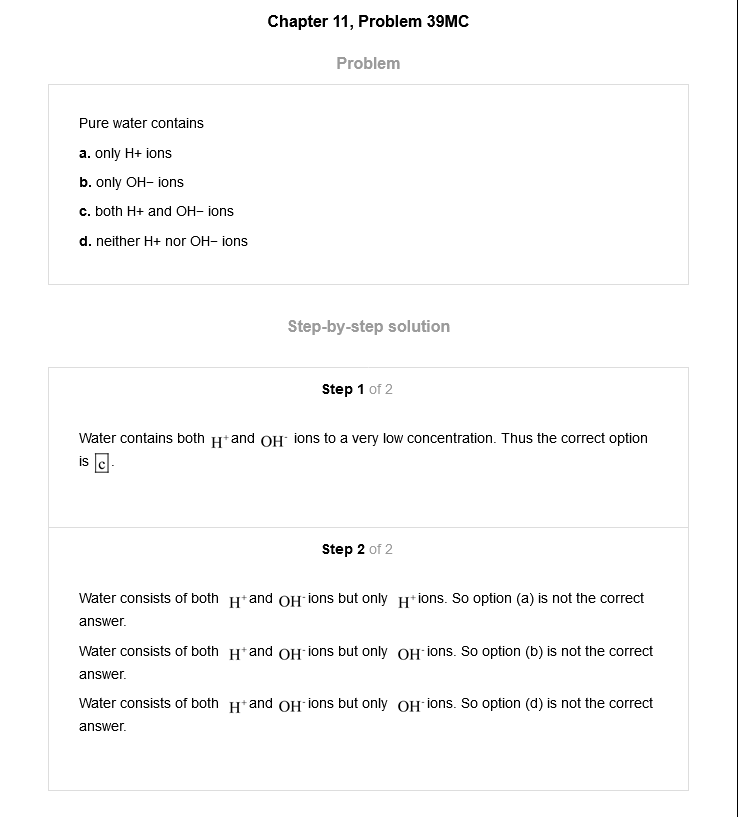 Chapter 11, Problem 39MC
Problem
Pure water contains
a. only H+ ions
b. only OH− ions
c. both H+ and OH− ions
d. neither H+ nor OH− ions
Step-by-step solution
Step 1 of 2
Water contains both H⁺ and OH⁻ ions to a very low concentration. Thus the correct option
is c.
Step 2 of 2
Water consists of both H⁺ and OH⁻ ions but only H⁺ ions. So option (a) is not the correct
answer.
Water consists of both H⁺ and OH⁻ ions but only OH⁻ ions. So option (b) is not the correct
answer.
Water consists of both H⁺ and OH⁻ ions but only OH⁻ ions. So option (d) is not the correct
answer.